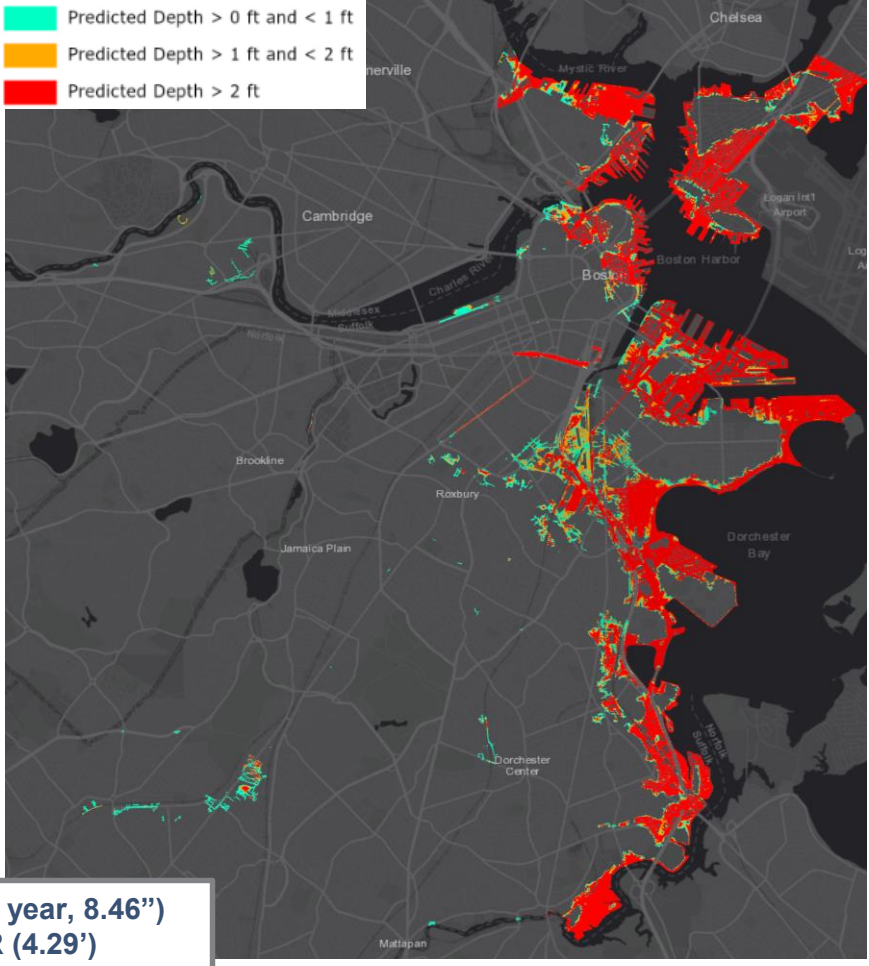 Predicted Depth > 0 ft and < 1 ft
Predicted Depth > 1 ft and < 2 ft
Predicted Depth > 2 ft
Chelsea
merville
Mystic River
Logan Int'l
Airport
Cambridge
Boston Harbor
Boston
Charles River
Middlesex
Suffolk
Norfolk
Brookline
Roxbury
Jamaica Plain
Dorchester
Bay
Norfolk
Suffolk
Dorchester
Center
Mattapan
year, 8.46”)
R (4.29’)